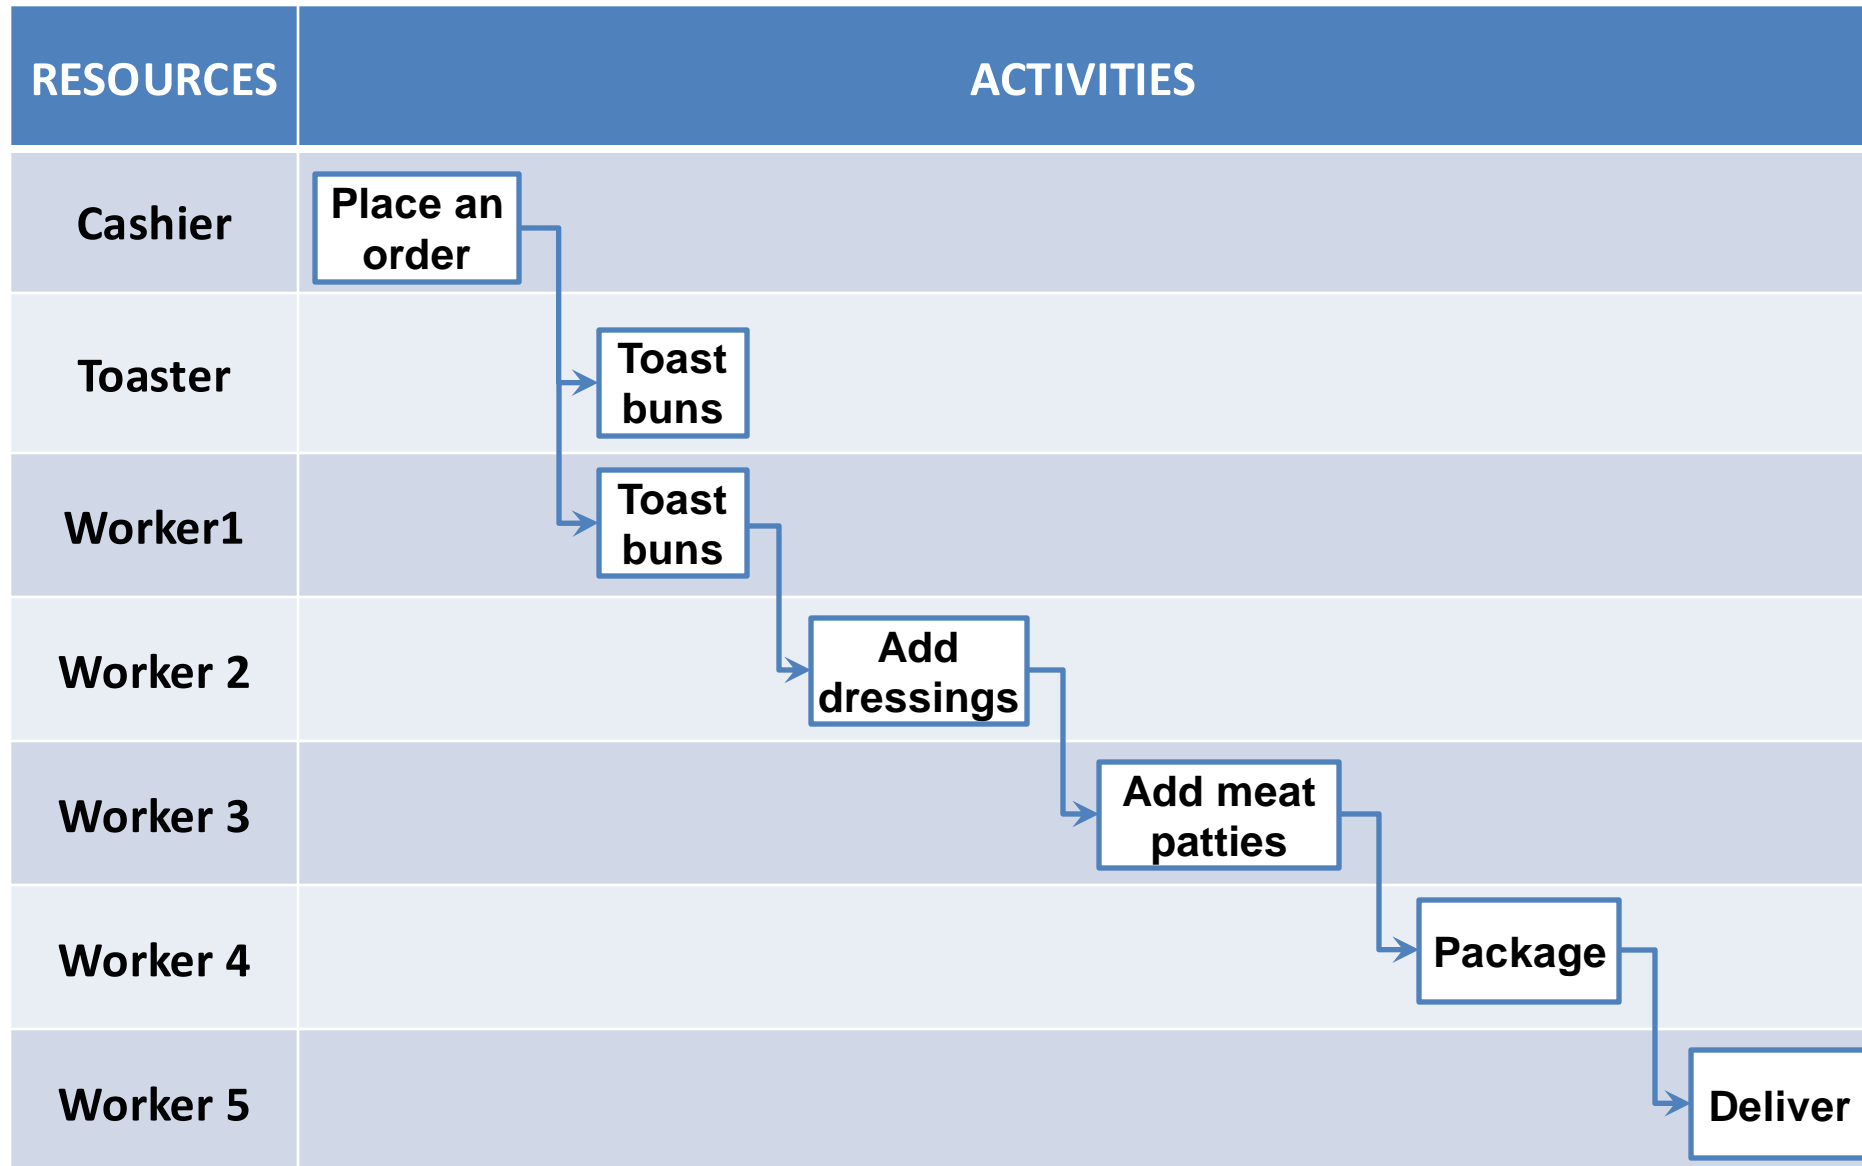 RESOURCES
ACTIVITIES
Cashier
Place an
order
Toaster
Toast
buns
Worker1
Toast
buns
Worker 2
Add
dressings
Worker 3
Add meat
patties
Worker 4
Package
Worker 5
Deliver